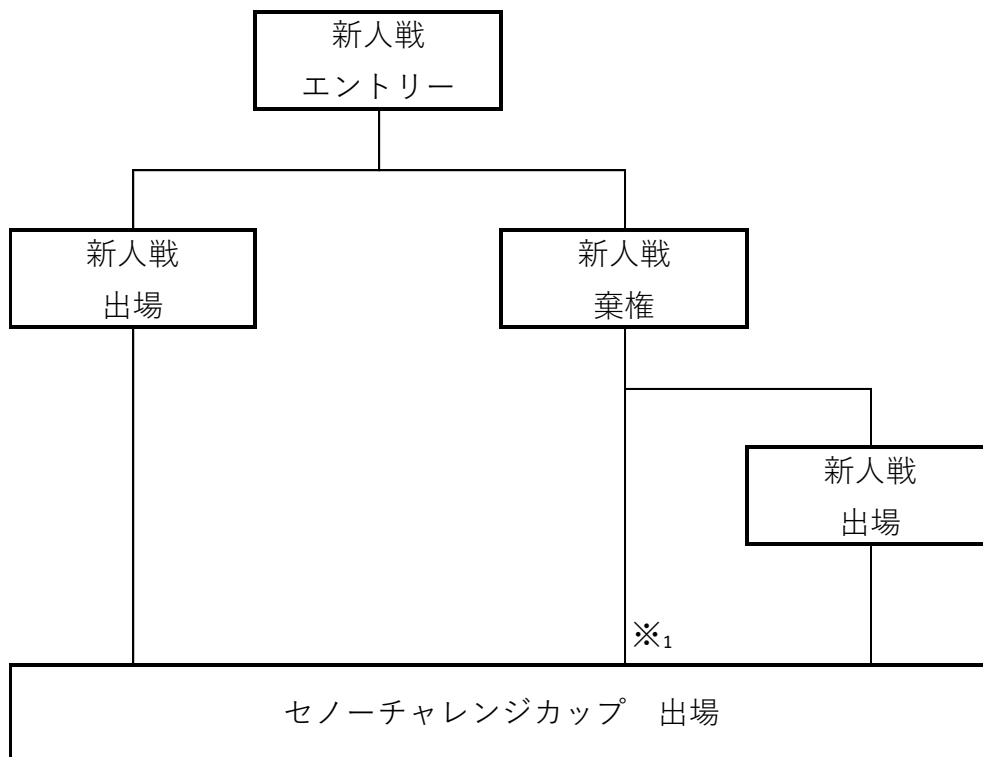 新人戦
エントリー
新人戦
出場
新人戦
棄権
新人戦
出場
※1
セノーチャレンジカップ　出場